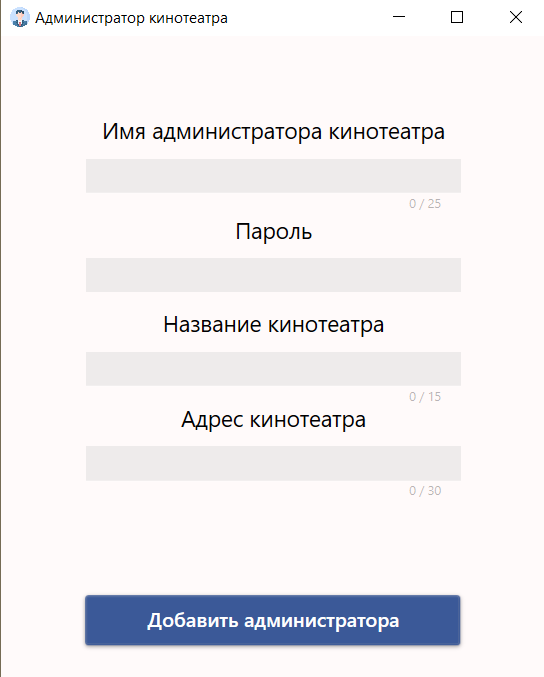 Администратор кинотеатра
Имя администратора кинотеатра
0 / 25
Пароль
Название кинотеатра
0 / 15
Адрес кинотеатра
0 / 30
Добавить администратора